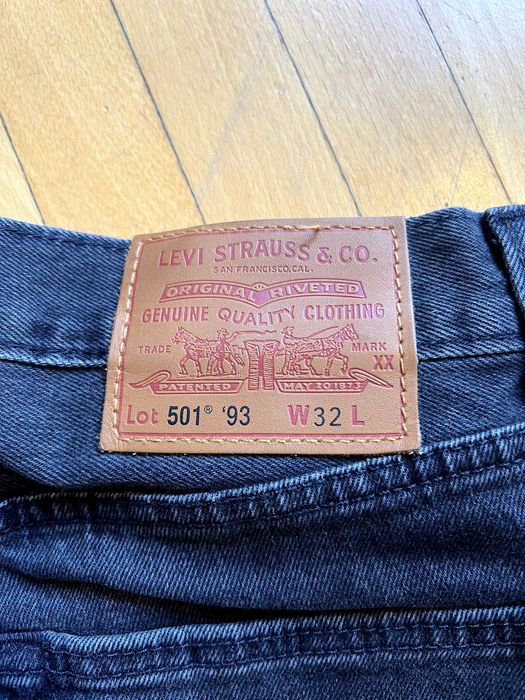 LEVI STRAUSS & CO.
SAN FRANCISCO, CAL.
ORIGINAL RIVETED
GENUINE QUALITY CLOTHING
TRADE MARK
XX
PATENTED MAY 20 1873
Lot 501® '93 W 32 L